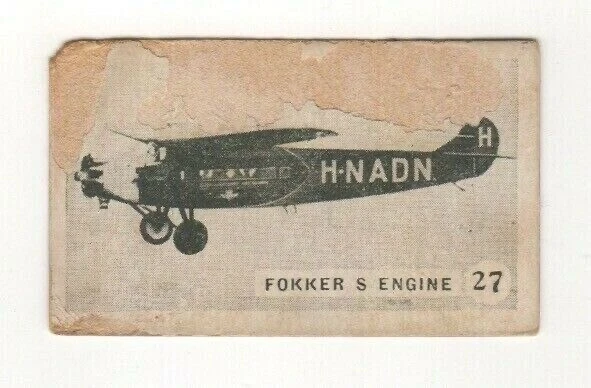 H
H·NADN
FOKKER S ENGINE 27